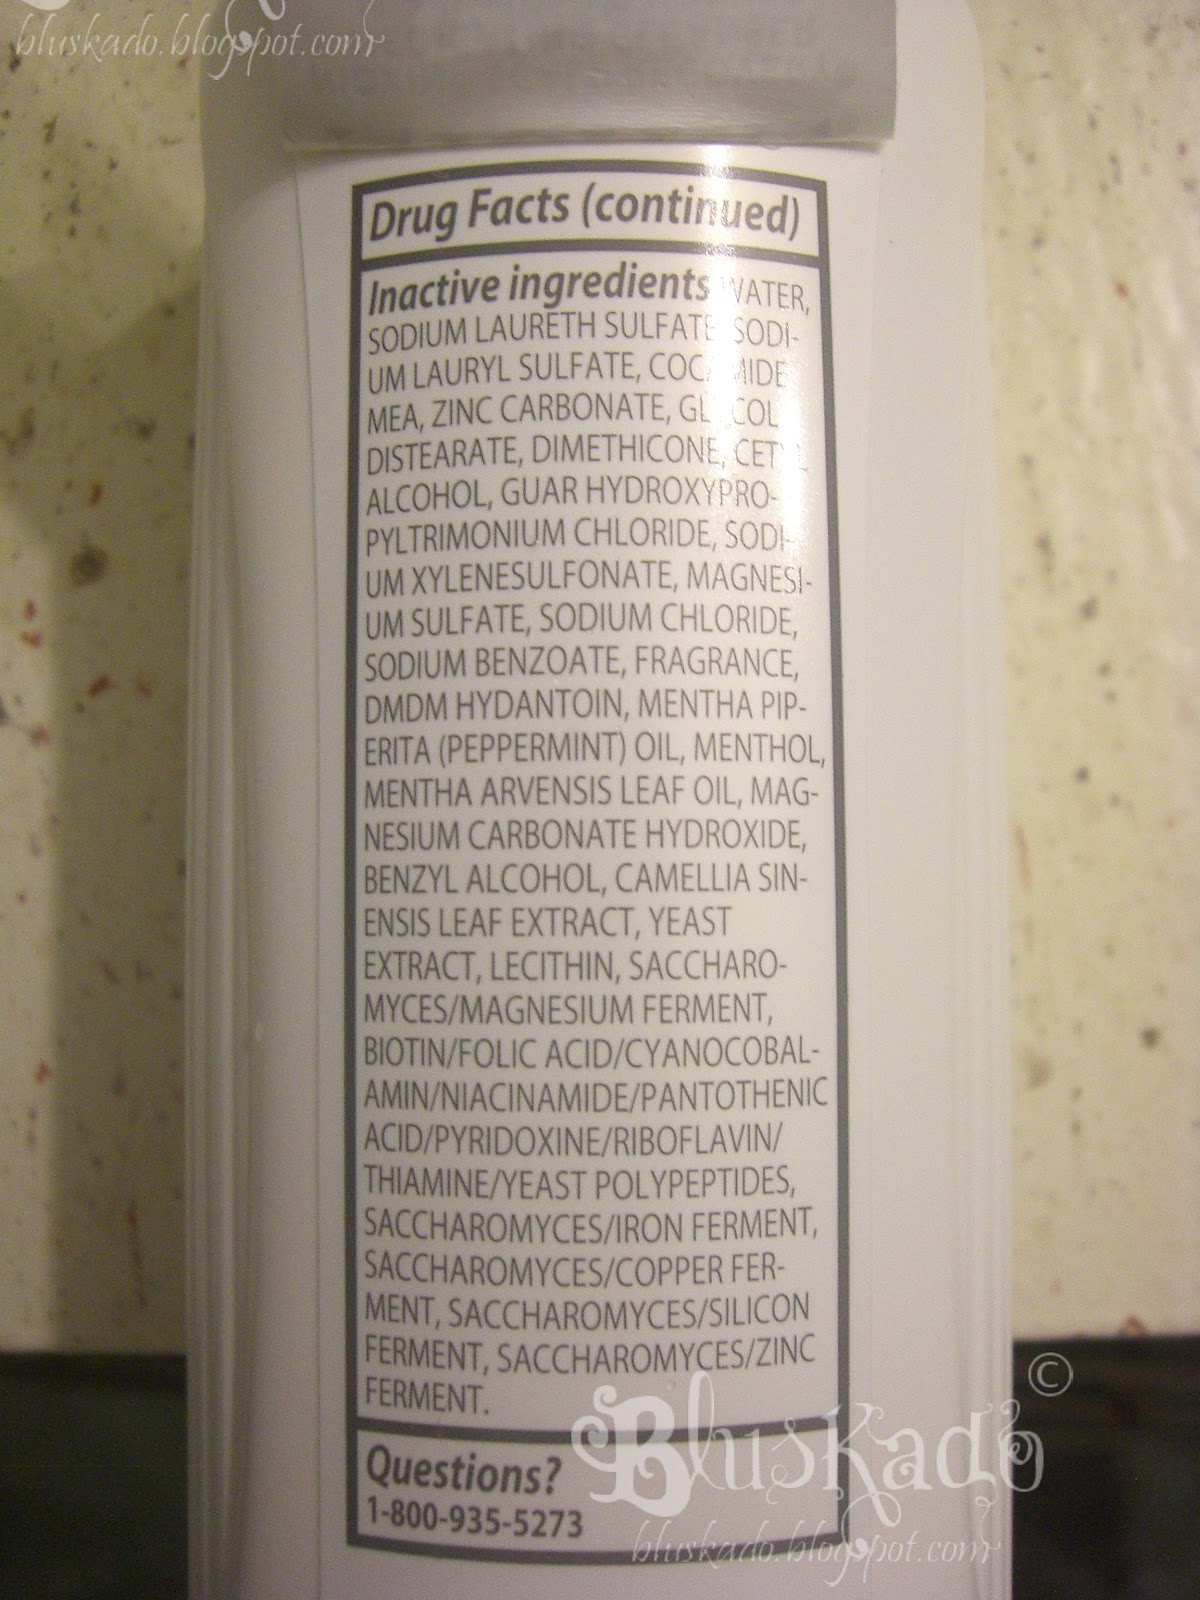 bluskado.blogspot.com
Drug Facts (continued)
Inactive ingredients WATER,
SODIUM LAURETH SULFATE, SODI-
UM LAURYL SULFATE, COCAMIDE
MEA, ZINC CARBONATE, GLYCOL
DISTEARATE, DIMETHICONE, CETYL
ALCOHOL, GUAR HYDROXYPRO-
PYLTRIMONIUM CHLORIDE, SODI-
UM XYLENESULFONATE, MAGNESI-
UM SULFATE, SODIUM CHLORIDE,
SODIUM BENZOATE, FRAGRANCE,
DMDM HYDANTOIN, MENTHA PIP-
ERITA (PEPPERMINT) OIL, MENTHOL,
MENTHA ARVENSIS LEAF OIL, MAG-
NESIUM CARBONATE HYDROXIDE,
BENZYL ALCOHOL, CAMELLIA SIN-
ENSIS LEAF EXTRACT, YEAST
EXTRACT, LECITHIN, SACCHARO-
MYCES/MAGNESIUM FERMENT,
BIOTIN/FOLIC ACID/CYANOCOBAL-
AMIN/NIACINAMIDE/PANTOTHENIC
ACID/PYRIDOXINE/RIBOFLAVIN/
THIAMINE/YEAST POLYPEPTIDES,
SACCHAROMYCES/IRON FERMENT,
SACCHAROMYCES/COPPER FER-
MENT, SACCHAROMYCES/SILICON
FERMENT, SACCHAROMYCES/ZINC
FERMENT.
Questions?
1-800-935-5273
Bluskado ©
bluskado.blogspot.com